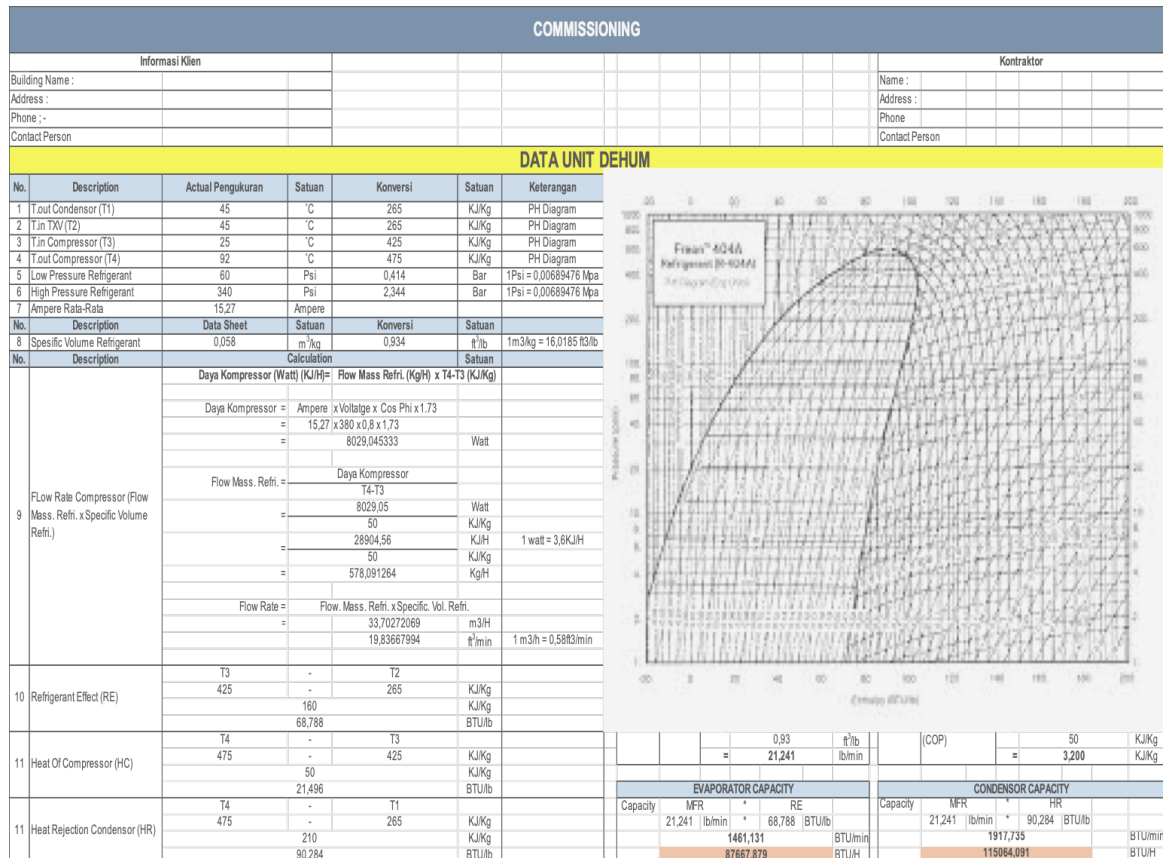 COMMISSIONING
Informasi Klien Kontraktor
Building Name : Name :
Address : Address :
Phone ; - Phone
Contact Person Contact Person
DATA UNIT DEHUM
No. Description Actual Pengukuran Satuan Konversi Satuan Keterangan
1 T.out Condensor (T1) 45 °C 265 KJ/Kg PH Diagram
2 T.in TXV (T2) 45 °C 265 KJ/Kg PH Diagram
3 T.in Compressor (T3) 25 °C 425 KJ/Kg PH Diagram
4 T.out Compressor (T4) 92 °C 475 KJ/Kg PH Diagram
5 Low Pressure Refrigerant 60 Psi 0,414 Bar 1Psi = 0,00689476 Mpa
6 High Pressure Refrigerant 340 Psi 2,344 Bar 1Psi = 0,00689476 Mpa
7 Ampere Rata-Rata 15,27 Ampere
No. Description Data Sheet Satuan Konversi Satuan
8 Spesific Volume Refrigerant 0,058 m³/kg 0,934 ft³/lb 1m3/kg = 16,0185 ft3/lb
No. Description Calculation Satuan
Daya Kompressor (Watt) (KJ/H)= Flow Mass Refri. (Kg/H) x T4-T3 (KJ/Kg)
Daya Kompressor = Ampere x Voltatge x Cos Phi x 1.73
= 15,27 x 380 x 0,8 x 1,73
= 8029,045333 Watt
Flow Mass. Refri. = Daya Kompressor
T4-T3
= 8029,05 Watt
50 KJ/Kg
= 28904,56 KJ/H 1 watt = 3,6KJ/H
50 KJ/Kg
= 578,091264 Kg/H
9 FLow Rate Compressor (Flow Mass. Refri. x Specific Volume Refri.)
Flow Rate = Flow. Mass. Refri. x Specific. Vol. Refri.
= 33,70272069 m3/H
19,83667994 ft³/min 1 m3/h = 0,58ft3/min
T3 - T2
10 Refrigerant Effect (RE) 425 - 265 KJ/Kg
160 KJ/Kg
68,788 BTU/lb
T4 - T3
11 Heat Of Compressor (HC) 475 - 425 KJ/Kg
50 KJ/Kg
21,496 BTU/lb
T4 - T1
11 Heat Rejection Condensor (HR) 475 - 265 KJ/Kg
210 KJ/Kg
90,284 BTU/lb
Freon™ 404A
Refrigerant (R-404A)
-20 20 40 60 80 100 120 140 160 180 200
Enthalpy (BTU/lb)
0,93 ft³/lb (COP) 50 KJ/Kg
= 21,241 lb/min = 3,200 KJ/Kg
EVAPORATOR CAPACITY
Capacity MFR * RE
21,241 lb/min * 68,788 BTU/lb
1461,131 BTU/min
87667,879 BTU/H
CONDENSOR CAPACITY
Capacity MFR * HR
21,241 lb/min * 90,284 BTU/lb
1917,735 BTU/min
115064,091 BTU/H